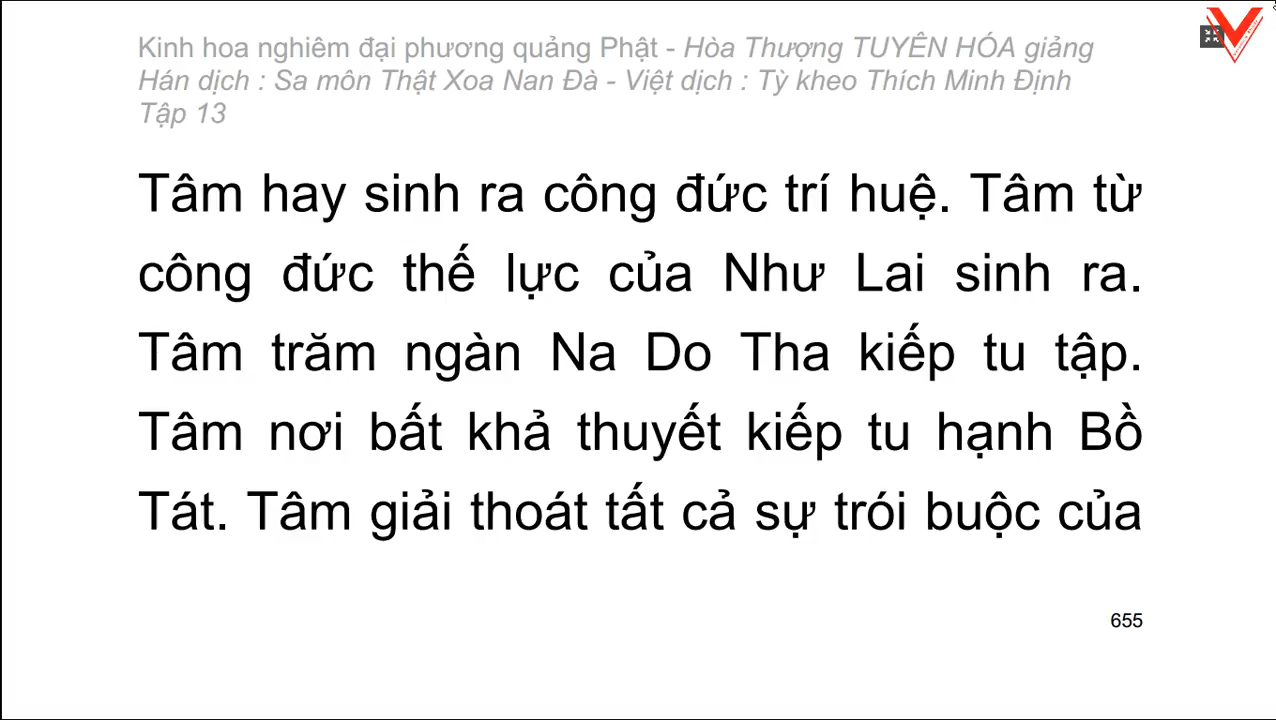 Kinh hoa nghiêm đại phương quảng Phật - Hòa Thượng TUYÊN HÓA giảng
Hán dịch : Sa môn Thật Xoa Nan Đà - Việt dịch : Tỳ kheo Thích Minh Định
Tập 13
Tâm hay sinh ra công đức trí huệ. Tâm từ
công đức thế lực của Như Lai sinh ra.
Tâm trăm ngàn Na Do Tha kiếp tu tập.
Tâm nơi bất khả thuyết kiếp tu hạnh Bồ
Tát. Tâm giải thoát tất cả sự trói buộc của
655